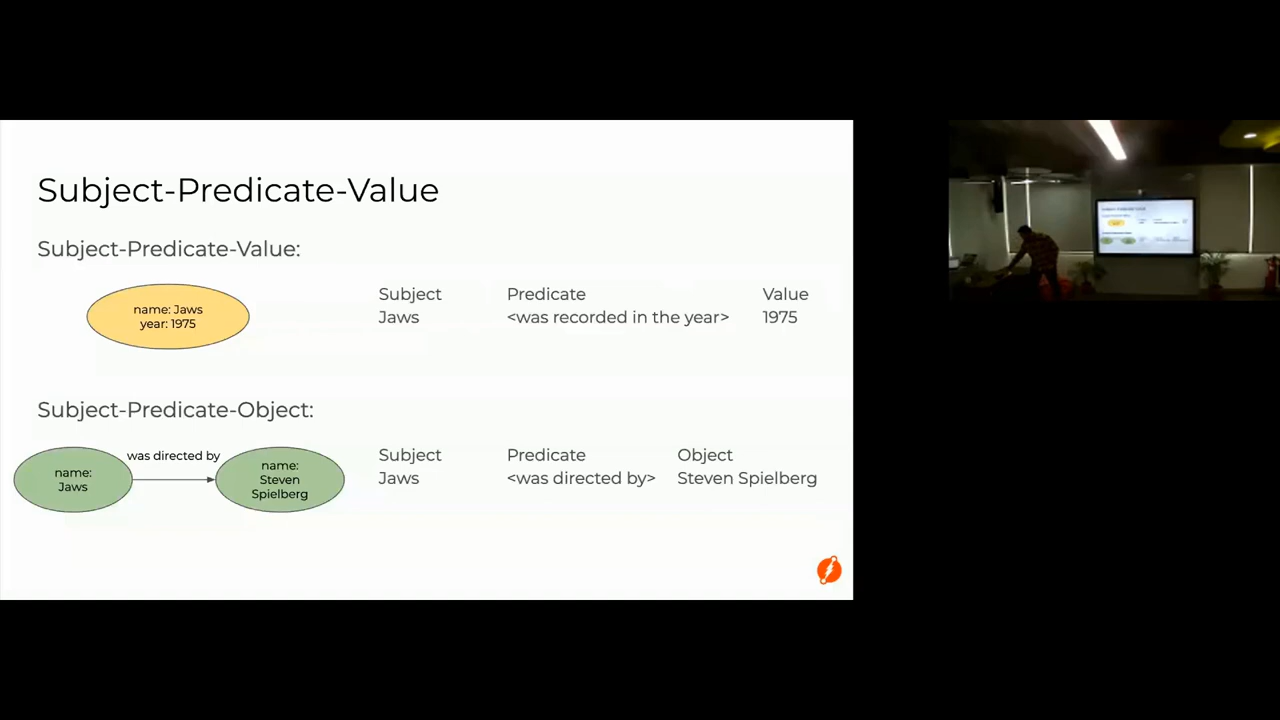 Subject-Predicate-Value
Subject-Predicate-Value:
name: Jaws
year: 1975
Subject Predicate Value
Jaws <was recorded in the year> 1975
Subject-Predicate-Object:
name:
Jaws
was directed by
name:
Steven
Spielberg
Subject Predicate Object
Jaws <was directed by> Steven Spielberg